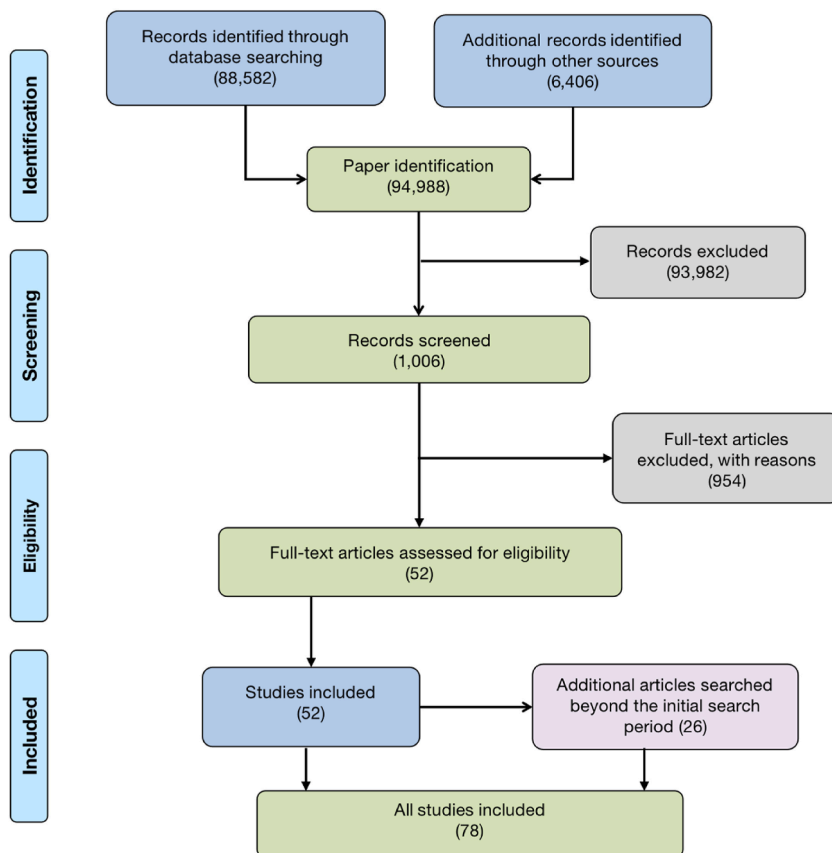 Identification
Records identified through
database searching
(88,582)
Additional records identified
through other sources
(6,406)
Paper identification
(94,988)
Records excluded
(93,982)
Screening
Records screened
(1,006)
Full-text articles
excluded, with reasons
(954)
Eligibility
Full-text articles assessed for eligibility
(52)
Included
Studies included
(52)
Additional articles searched
beyond the initial search
period (26)
All studies included
(78)